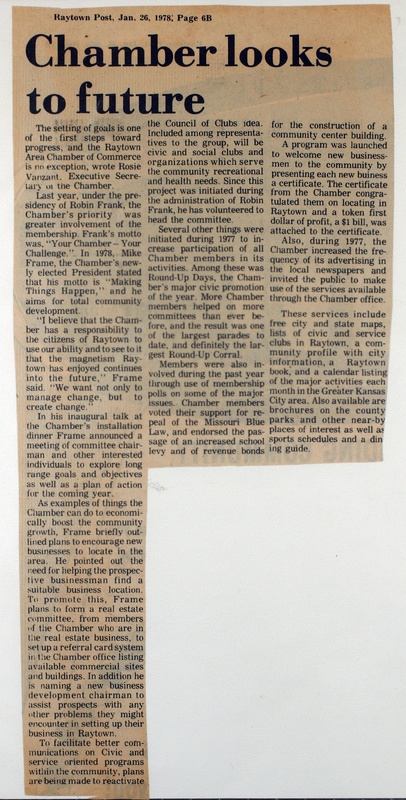 Raytown Post, Jan. 26, 1978, Page 6B
Chamber looks
to future
The setting of goals is one
of the first steps toward
progress, and the Raytown
Area Chamber of Commerce
is no exception, wrote Rosie
Vanzant, Executive Secre-
tary of the Chamber.
Last year, under the pre-
sidency of Robin Frank, the
Chamber's priority was
greater involvement of the
membership. Frank's motto
was, "Your Chamber – Your
Challenge.". In 1978, Mike
Frame, the Chamber's new-
ly elected President stated
that his motto is "Making
Things Happen," and he
aims for total community
development.
"I believe that the Cham-
ber has a responsibility to
the citizens of Raytown to
use our ability and to see to it
that the magnetism Ray-
town has enjoyed continues
into the future," Frame
said. "We want not only to
manage change, but to
create change."
In his inaugural talk at
the Chamber's installation
dinner Frame announced a
meeting of committee chair-
man and other interested
individuals to explore long
range goals and objectives
as well as a plan of action
for the coming year.
As examples of things the
Chamber can do to economi-
cally boost the community
growth, Frame briefly out-
lined plans to encourage new
businesses to locate in the
area. He pointed out the
need for helping the prospec-
tive businessman find a
suitable business location.
To promote this, Frame
plans to form a real estate
committee, from members
of the Chamber who are in
the real estate business, to
set up a referral card system
in the Chamber office listing
available commercial sites
and buildings. In addition he
is naming a new business
development chairman to
assist prospects with any
other problems they might
encounter in setting up their
business in Raytown.
To facilitate better com-
munications on Civic and
service oriented programs
within the community, plans
are being made to reactivate
the Council of Clubs idea.
Included among representa-
tives to the group, will be
civic and social clubs and
organizations which serve
the community recreational
and health needs. Since this
project was initiated during
the administration of Robin
Frank, he has volunteered to
head the committee.
Several other things were
initiated during 1977 to in-
crease participation of all
Chamber members in its
activities. Among these was
Round-Up Days, the Cham-
ber's major civic promotion
of the year. More Chamber
members helped on more
committees than ever be-
fore, and the result was one
of the largest parades to
date, and definitely the lar-
gest Round-Up Corral.
Members were also in-
volved during the past year
through use of membership
polls on some of the major
issues. Chamber members
voted their support for re-
peal of the Missouri Blue
Law, and endorsed the pas-
sage of an increased school
levy and of revenue bonds
for the construction of a
community center building.
A program was launched
to welcome new business-
men to the community by
presenting each new buiness
a certificate. The certificate
from the Chamber congra-
tulated them on locating in
Raytown and a token first
dollar of profit, a $1 bill, was
attached to the certificate.
Also, during 1977, the
Chamber increased the fre-
quency of its advertising in
the local newspapers and
invited the public to make
use of the services available
through the Chamber office.
These services include
free city and state maps,
lists of civic and service
clubs in Raytown, a com-
munity profile with city
information, a Raytown
book, and a calendar listing
of the major activities each
month in the Greater Kansas
City area. Also available are
brochures on the county
parks and other near-by
places of interest as well as
sports schedules and a din
ing guide.